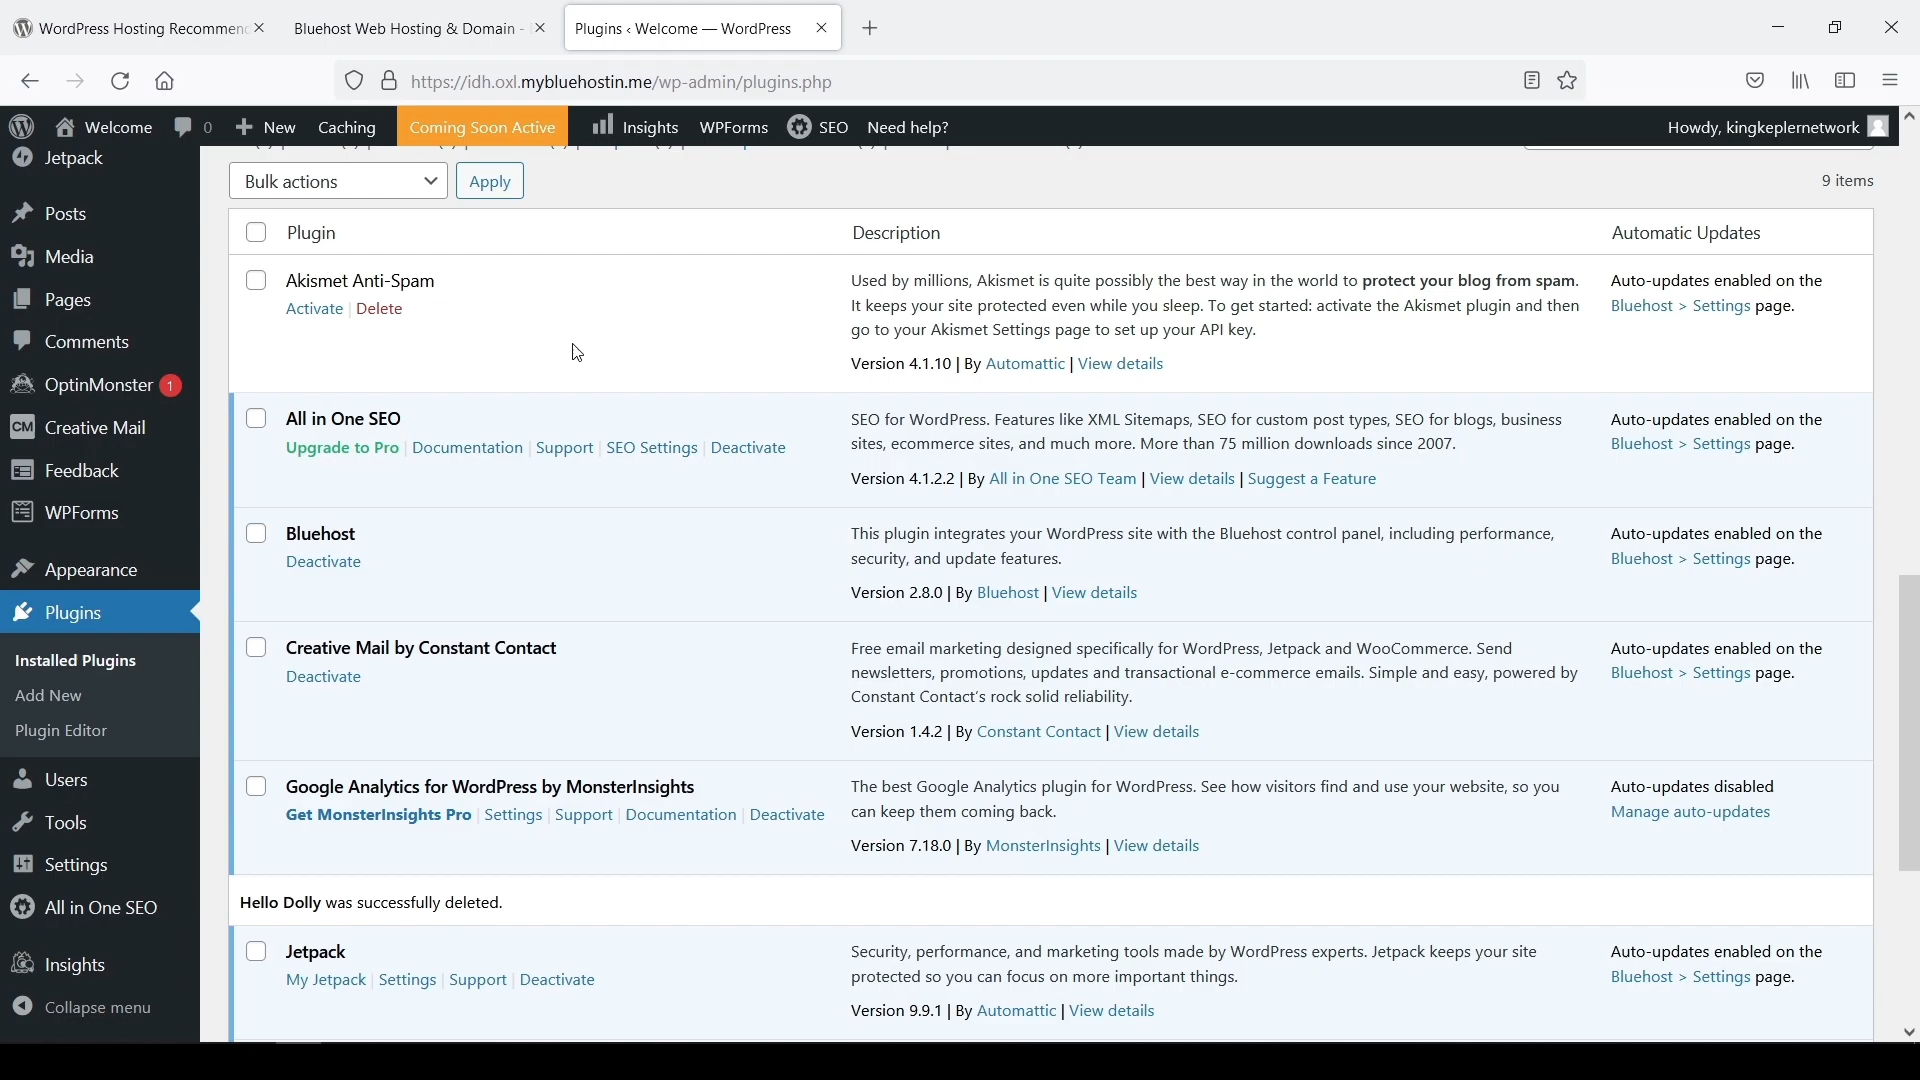 WordPress Hosting Recommen
Bluehost Web Hosting & Domain -
Plugins ‹ Welcome — WordPress
https://idh.oxl.mybluehostin.me/wp-admin/plugins.php
Welcome
0
New
Caching
Coming Soon Active
Insights
WPForms
SEO
Need help?
Howdy, kingkeplernetwork
Jetpack
Posts
Media
Pages
Comments
OptinMonster 1
CM Creative Mail
Feedback
WPForms
Appearance
Plugins
Installed Plugins
Add New
Plugin Editor
Users
Tools
Settings
All in One SEO
Insights
Collapse menu
Bulk actions
Apply
9 items
Plugin
Description
Automatic Updates
Akismet Anti-Spam
Activate | Delete
Used by millions, Akismet is quite possibly the best way in the world to protect your blog from spam.
It keeps your site protected even while you sleep. To get started: activate the Akismet plugin and then
go to your Akismet Settings page to set up your API key.
Version 4.1.10 | By Automattic | View details
Auto-updates enabled on the
Bluehost > Settings page.
All in One SEO
Upgrade to Pro | Documentation | Support | SEO Settings | Deactivate
SEO for WordPress. Features like XML Sitemaps, SEO for custom post types, SEO for blogs, business
sites, ecommerce sites, and much more. More than 75 million downloads since 2007.
Version 4.1.2.2 | By All in One SEO Team | View details | Suggest a Feature
Auto-updates enabled on the
Bluehost > Settings page.
Bluehost
Deactivate
This plugin integrates your WordPress site with the Bluehost control panel, including performance,
security, and update features.
Version 2.8.0 | By Bluehost | View details
Auto-updates enabled on the
Bluehost > Settings page.
Creative Mail by Constant Contact
Deactivate
Free email marketing designed specifically for WordPress, Jetpack and WooCommerce. Send
newsletters, promotions, updates and transactional e-commerce emails. Simple and easy, powered by
Constant Contact's rock solid reliability.
Version 1.4.2 | By Constant Contact | View details
Auto-updates enabled on the
Bluehost > Settings page.
Google Analytics for WordPress by MonsterInsights
Get MonsterInsights Pro | Settings | Support | Documentation | Deactivate
The best Google Analytics plugin for WordPress. See how visitors find and use your website, so you
can keep them coming back.
Version 7.18.0 | By MonsterInsights | View details
Auto-updates disabled
Manage auto-updates
Hello Dolly was successfully deleted.
Jetpack
My Jetpack | Settings | Support | Deactivate
Security, performance, and marketing tools made by WordPress experts. Jetpack keeps your site
protected so you can focus on more important things.
Version 9.9.1 | By Automattic | View details
Auto-updates enabled on the
Bluehost > Settings page.